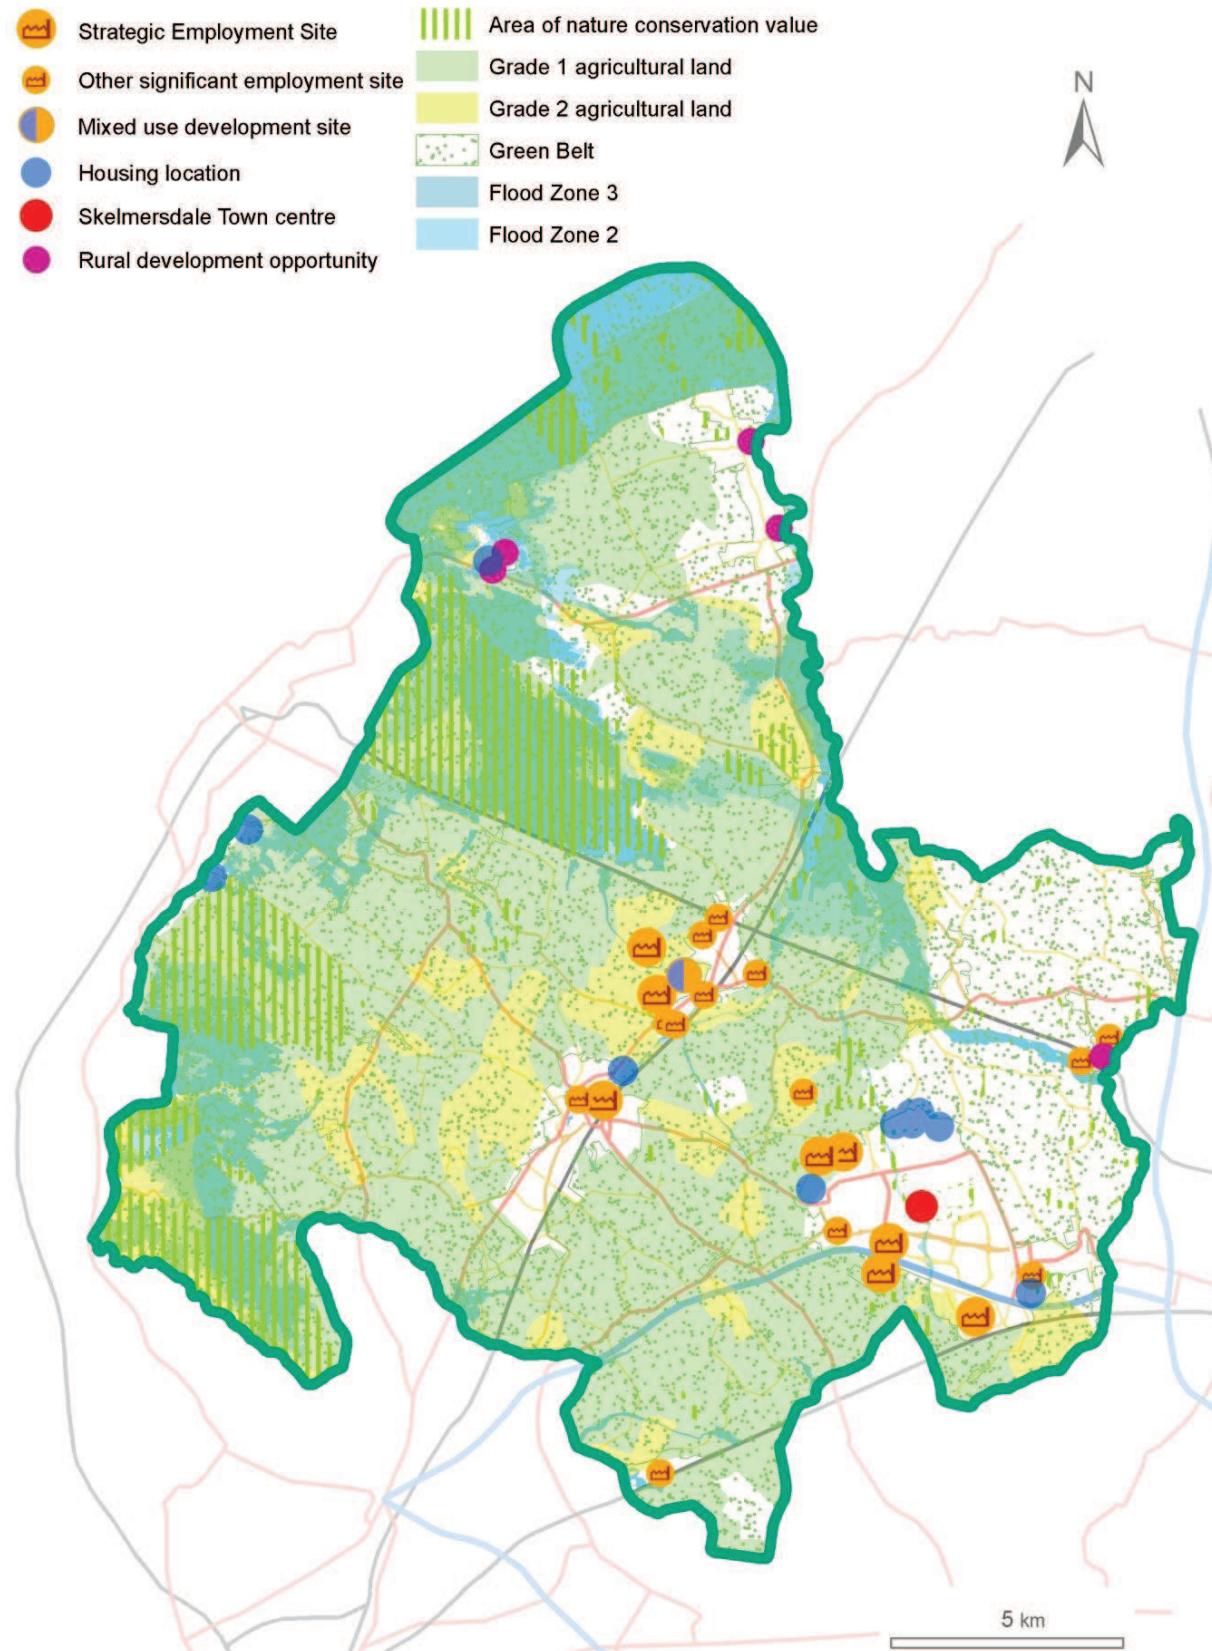 Strategic Employment Site
Other significant employment site
Mixed use development site
Housing location
Skelmersdale Town centre
Rural development opportunity
Area of nature conservation value
Grade 1 agricultural land
Grade 2 agricultural land
Green Belt
Flood Zone 3
Flood Zone 2
N
5 km